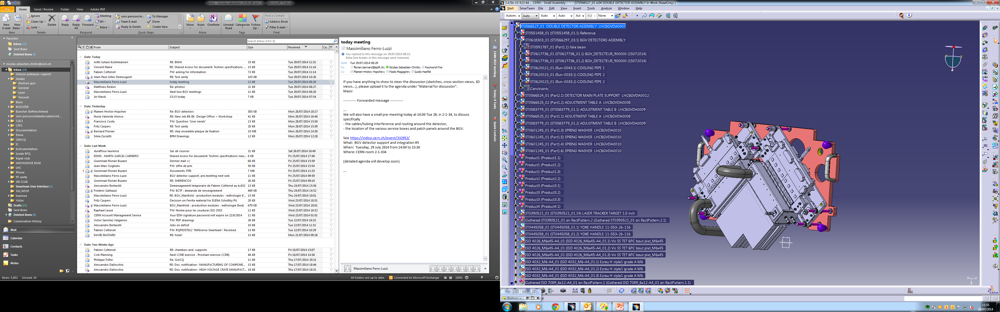 Inbox - nicolas.sebastien.chritin@cern.ch - Microsoft Outlook
File Home Send / Receive Folder View Adobe PDF
New E-mail
New Items
Ignore
Clean Up
Junk
Delete
Reply
Reply All
Forward
Meeting
IM
More
cern pension/m...
Team E-mail
Reply & Delete
To Manager
Done
Create New
Move
Rules
OneNote
Unread/ Read
Categorize
Follow Up
Find a Contact
Address Book
Filter E-mail
New Delete Respond Quick Steps Move Tags Find
Favorites
Inbox (24)
Sent Items
Deleted Items (9)
nicolas.sebastien.chritin@cern.ch
Inbox (24)
Astuces pratiques support
Awake
electron gun
General
Laser
Vacuum
Biere
BOOSTER
Buncher Steffen/Ahmed
cern pension/maladie/salaire/ert...
CLIC1
CTF3
Documentation
Elena
GRACQ
IC
Instrumentation
Isolde RFQ
Kayak club
kNOWLEDGE BASE
LHC
Phone
PS cavity
SKI CLUB
Smarteam User Interface (1)
TAC/NTOF
trainnee
Victor
Drafts [55]
Sent Items
Deleted Items (9)
Conversation History
Mail
Calendar
Contacts
Tasks
Notes
Items: 5,002 Unread: 24
Search Inbox (Ctrl+E)
From Subject Size Received Ca...
Date: Today
Antti Juhani Kolehmainen RE: BMW 25 KB Tue 29/07/2014 11:31
Vincent Maire RE: Shared Access for document: Technic specifications ... 15 KB Tue 29/07/2014 11:16
Fabien Cottenot FW: asking for information 72 KB Tue 29/07/2014 11:14
Alain Paul Gilles Demougeot RE: Test cavity 103 KB Tue 29/07/2014 10:26
Massimiliano Ferro-Luzzi today meeting 12 KB Tue 29/07/2014 08:29
Matthieu Redon Re: photos! 21 KB Tue 29/07/2014 08:27
Massimiliano Ferro-Luzzi Next two BGV meetings 11 KB Tue 29/07/2014 08:20
Jiri Masik 13:15 today 7 KB Tue 29/07/2014 07:54
Date: Yesterday
Plamen Hristov Hopchev Re: BGV detectors 385 KB Mon 28/07/2014 18:17
Nuria Valverde Alonso RE: New Job BE-BI: Design Office + Workshop 41 KB Mon 28/07/2014 16:48
Francisco Costa FW: Question "User needs" 15 KB Mon 28/07/2014 15:50
Fritz Caspers RE: Test cavity 20 KB Mon 28/07/2014 15:39
Bernard Florian RE: step ensemble plaque de fixation 10 MB Mon 28/07/2014 14:30
Silvia Zorzetti BPM Drawings 12 KB Mon 28/07/2014 12:28
Date: Last Week
duraffour laurence Sac de courses 21 KB Sat 26/07/2014 16:49
EDMS - MARTA GARCIA CARNERO Shared Access for document: Technic specifications new... 6 KB Fri 25/07/2014 17:48
Gwennael Ronan Buzare Dernier mail =( 68 KB Fri 25/07/2014 15:59
Jean-Marc Scigliuto FW: offre de prix 50 KB Fri 25/07/2014 15:54
Gwennael Ronan Buzare Documents XTRI 7 MB Fri 25/07/2014 11:33
Massimiliano Ferro-Luzzi BGV detector support, pre-meeting next wek 11 KB Fri 25/07/2014 09:59
Gwennael Ronan Buzare RE: SHERENCOV 26 KB Fri 25/07/2014 09:10
Alessandro Bertarelli Demenagement temporaire de Fabien Cottenot au b.652 13 KB Thu 24/07/2014 15:56
Frederic Galleazzi FW: BCTF : demande de renseignement 469 KB Thu 24/07/2014 14:52
Massimiliano Ferro-Luzzi RE: BGV_Manifold - production modules - métrologie (f... 13 KB Thu 24/07/2014 10:01
Fritz Caspers Decision on Ferrite material for ELENA Schottky PU 20 KB Wed 23/07/2014 18:51
Massimiliano Ferro-Luzzi BGV_Manifold - production modules - métrologie (fwd) 679 KB Wed 23/07/2014 18:01
Raphael Leuxe FW: Norme pour les soudures ISO 2553 12 KB Wed 23/07/2014 16:52
CERN Account Management Service Your EDH signature password will expire on 22/8/2014 11 KB Wed 23/07/2014 01:01
Victor Sanchez Valganon FW: PDF drawings 26 KB Tue 22/07/2014 16:32
Alessandro Bertarelli Jobs en deficit 10 KB Tue 22/07/2014 11:51
Fabien Cottenot FW: RQF0357012 "Référence Smarteam": Resolved 15 KB Tue 22/07/2014 10:29
DAVID BASTARD RE: hola!! 13 KB Mon 21/07/2014 09:26
Date: Two Weeks Ago
Fabien Cottenot RE: chambers and supports 17 KB Fri 18/07/2014 15:07
Ccrb Planning Next CCRB exercise - Prochain exercice CCRB) 48 KB Fri 18/07/2014 14:58
Philippe Trilhe Re: GrACQ 11 KB Thu 17/07/2014 20:21
Alessandro Dallocchio RE: Doc. notification : MANUFACTURING OF COMPONE... 19 KB Thu 17/07/2014 18:46
Alessandro Dallocchio RE: Doc. notification : HIGH VOLTAGE CRATE MANUFACT... 18 KB Thu 17/07/2014 18:31
today meeting
Massimiliano Ferro-Luzzi
You replied to this message on 29/07/2014 08:32.
Extra line breaks in this message were removed.
Sent: Tue 29/07/2014 08:29
To: florian.bernard@epfl.ch; Nicolas Sebastien Chritin; Raymond Frei
Cc: Plamen Hristov Hopchev; Paolo Magagnin; Guido Haefeli
If you have anything to show to steer the discussion (sketches, cross section views, 3D
views...), please upload it to the agenda under "Material for discussion".
Massi
---------- Forwarded message ----------
...
We will also have a small pre-meeting today at 14:00 Tue 28, in 2-1-34, to discuss
specifically
- the cables/tubing interference and routing around the detector,
- the location of the various service boxes and patch panels around the BGV.
See https://indico.cern.ch/event/332952/
What: BGV detector support and integration #5
When: Tuesday, 29 July 2014 from 14:00 to 15:30
Where: CERN room 2-1-034
(detailed agenda will develop soon)
...
Massimiliano Ferro-Luzzi
All folders are up to date. Connected to Microsoft Exchange 100%
14:00: BGV meeting
Today: 0 Tasks
Quick Contacts
CATIA V5 R23 64 - CERN : Small Assembly - - - [ST0566527_01 a.04 DOUBLE DETECTOR ASSEMBLY In Work (ReadOnly) ]
Start SmarTeam File Edit View Insert Tools Analyze Window Help
Autom. Auto Auto Auto Aut Aut None
ST0566527_01 DOUBLE DETECTOR ASSEMBLY LHCBGVDA0007
ST0551458_01 (ST0551458_01.1) Reference
ST0618303_01 (ST0566297_03.1) BGV DETECTORS ASSEMBLY
ST0591787_01 (Part1.1) fake beam
ST0617736_01 (ST0617736_01.1) BGV_DETECTEUR_900000 (15072014)
ST0617736_01 (ST0617736_01.2) BGV_DETECTEUR_900000 (15072014)
ST0620022_01 (Run-0043.1) COOLING PIPE 1
ST0620023_01 (Run-0033.1) COOLING PIPE 2
ST0620023_01 (Run-0033.2) COOLING PIPE 2
Constraints
ST0566524_01 (Part2.1) DETECTOR MAIN PLATE SUPPORT LHCBGVDA0012
ST0566525_02 (Part1.2) ADJUSTMENT TABLE A LHCBGVDA0008
ST0583779_01 (ST0583779_01.1) ADJUSTMENT TABLE B LHCBGVDA0009
ST0566525_02 (Part1.1) ADJUSTMENT TABLE A LHCBGVDA0008
ST0583779_01 (ST0583779_01.2) ADJUSTMENT TABLE B LHCBGVDA0009
ST0601245_01 (Part1.3) SPRING WASHER LHCBGVDA0010
ST0601245_01 (Part1.5) SPRING WASHER LHCBGVDA0010
ST0601245_01 (Part1.4) SPRING WASHER LHCBGVDA0010
ST0601245_01 (Part1.6) SPRING WASHER LHCBGVDA0010
Product1 (Product1.1)
Product1 (Product1.2)
Product1 (Product1.3)
Product2 (Product2.2)
Product3 (Product3.1)
Product3 (Product3.2)
Product3 (Product3.3)
Product4 (Product4.1)
ST0390521_01 (ST0390521_01.14) LASER TRACKER TARGET 1.5 inch
Gathered ST0390521_01 on RectPattern.2 (Gathered ST0390521_01 on RectPattern.2.1)
ST0445058_01 (ST0445058_01.1) YOKE HANDLE 11-553-26-116
ST0445058_01 (ST0445058_01.2) YOKE HANDLE 11-553-26-116
ISO 4026_M6x45-A4_01 (ISO 4026_M6x45-A4_01.1) Vis SS TET 6PC bout plat_M6x45
ISO 4026_M6x45-A4_01 (ISO 4026_M6x45-A4_01.2) Vis SS TET 6PC bout plat_M6x45
ISO 4026_M6x45-A4_01 (ISO 4026_M6x45-A4_01.3) Vis SS TET 6PC bout plat_M6x45
ISO 4032_M6-A4_01 (ISO 4032_M6-A4_01.1) Ecrou H style1 grade A M6
ISO 4032_M6-A4_01 (ISO 4032_M6-A4_01.2) Ecrou H style1 grade A M6
ISO 4032_M6-A4_01 (ISO 4032_M6-A4_01.3) Ecrou H style1 grade A M6
Gathered ISO 7089_6x12-A4_01 on RectPattern.1 (Gathered ISO 7089_6x12-A4_01 on RectPattern.1.1)
(Bottom-u...
CATIA
11:55
29/07/2014